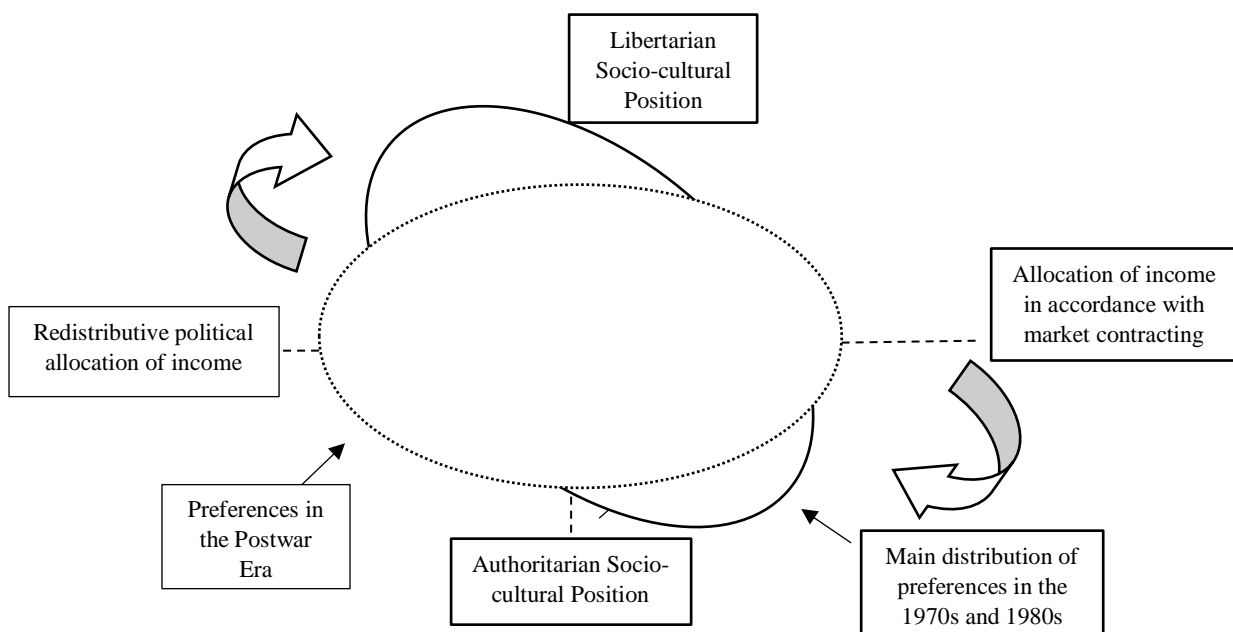 Libertarian
Socio-cultural
Position
Allocation of income
in accordance with
market contracting
Redistributive political
allocation of income
Preferences in
the Postwar
Era
Authoritarian Socio-
cultural Position
Main distribution of
preferences in the
1970s and 1980s